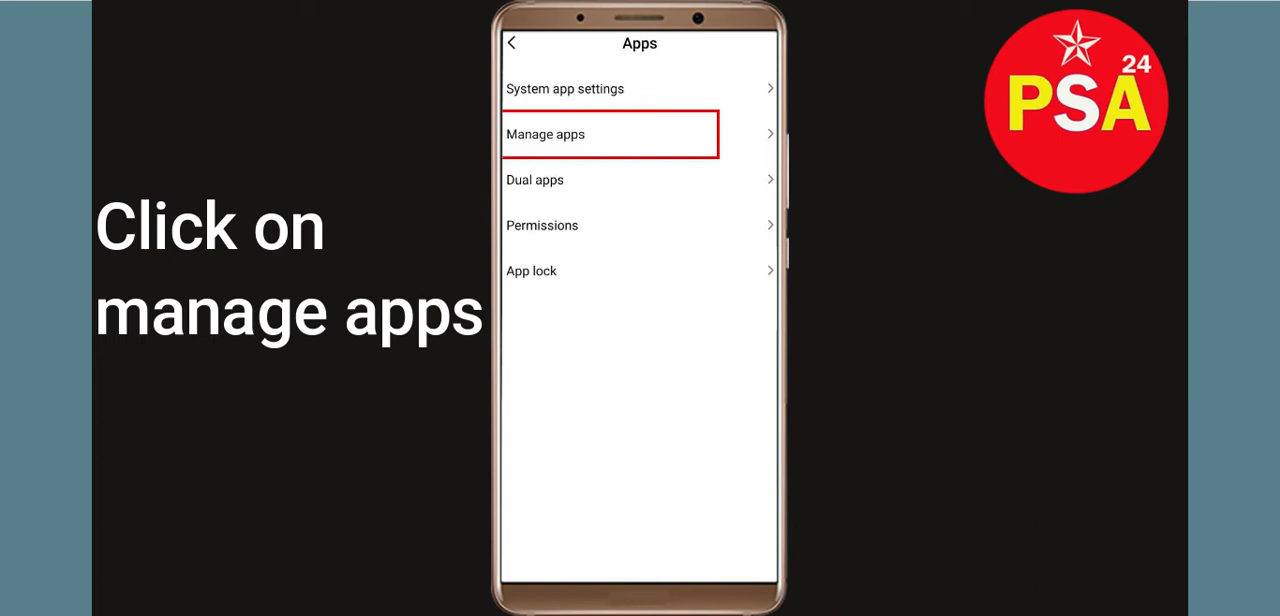 Click on
manage apps
Apps
System app settings
Manage apps
Dual apps
Permissions
App lock
24
PSA